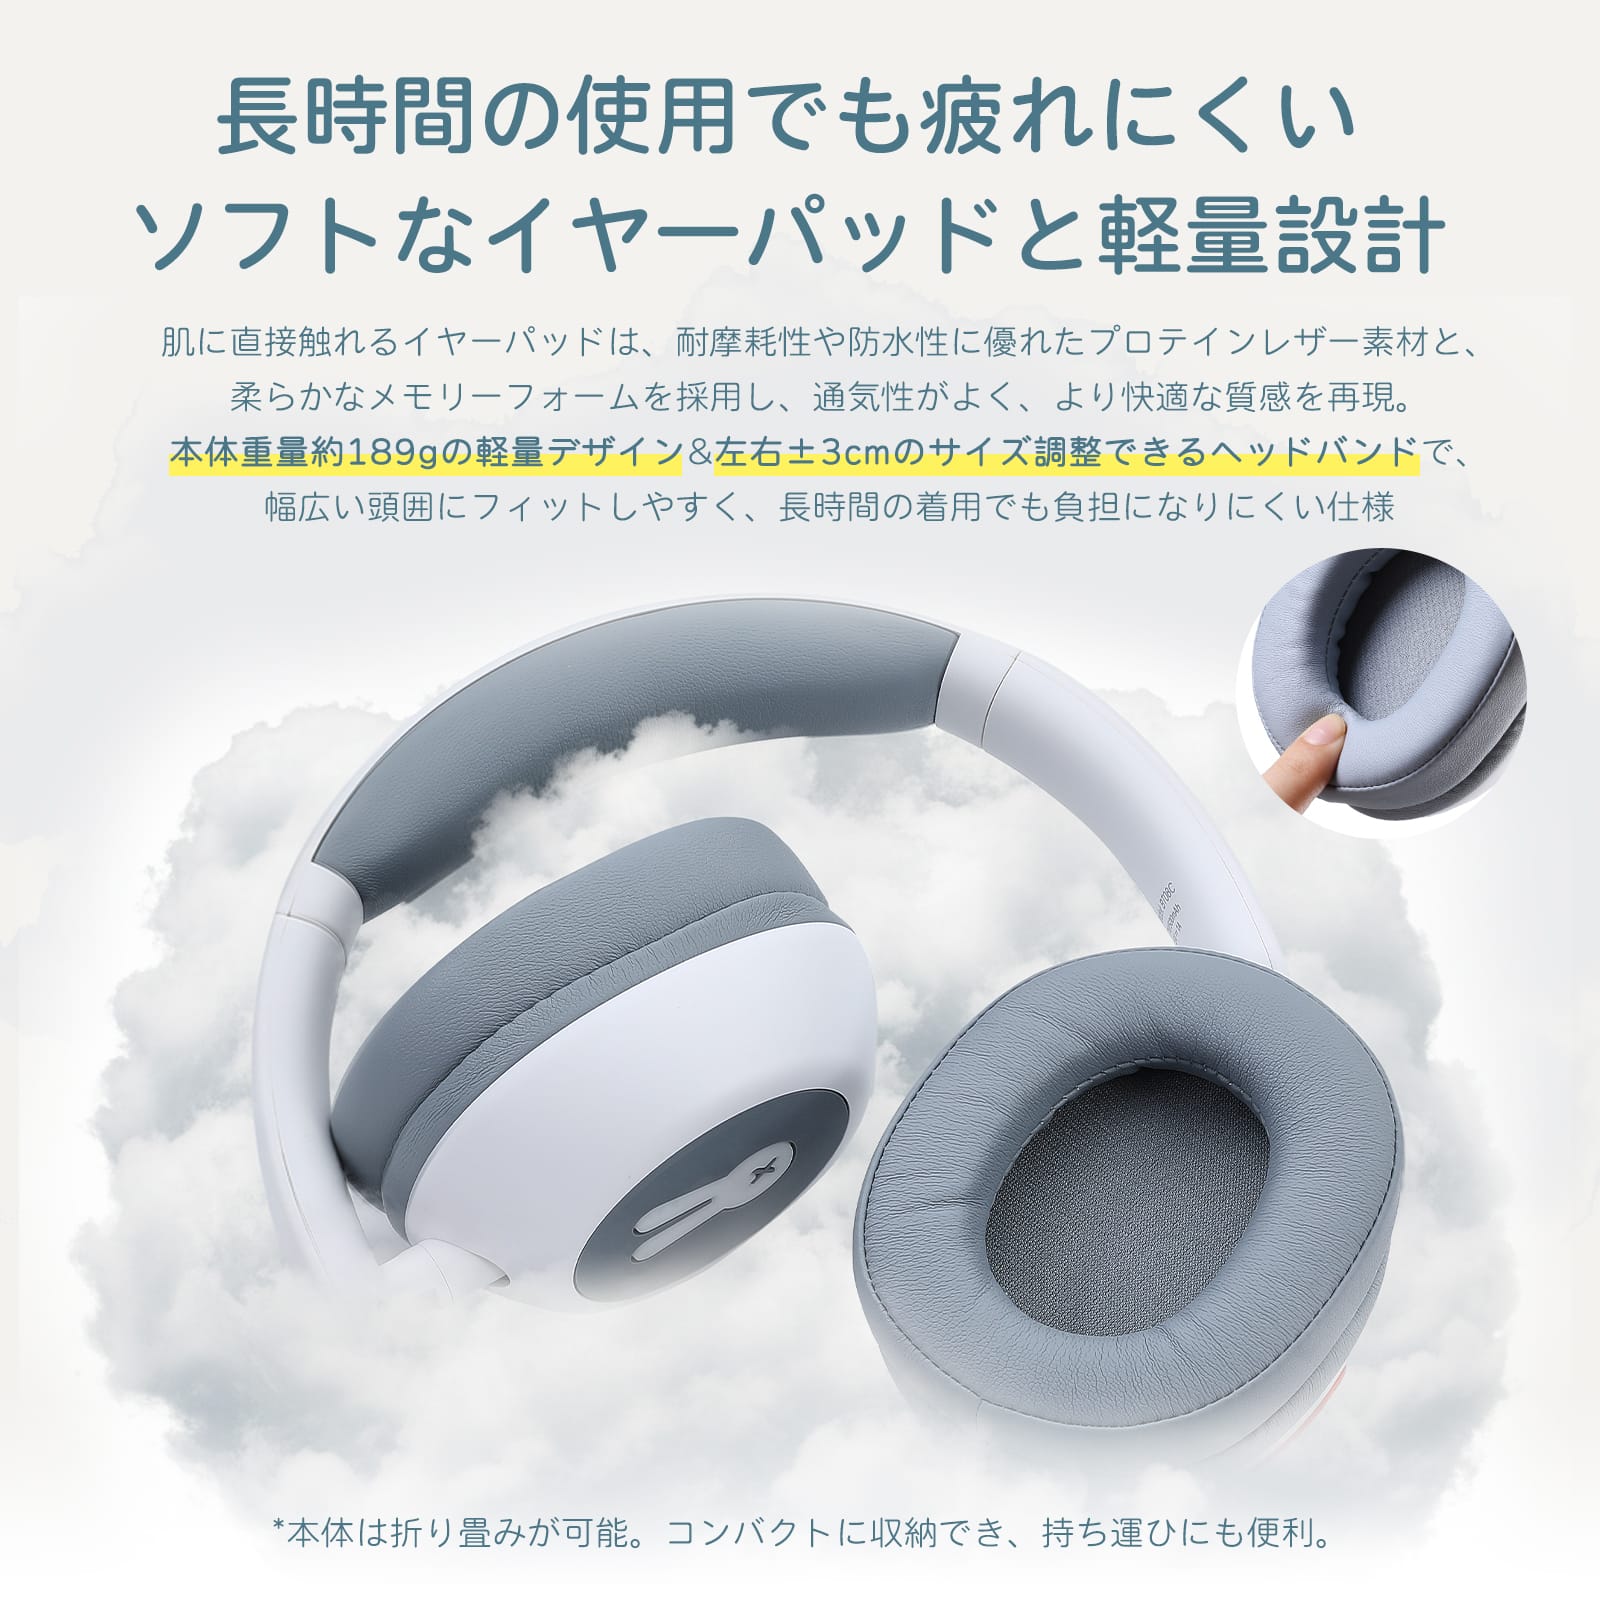 長時間の使用でも疲れにくい
ソフトなイヤーパッドと軽量設計
肌に直接触れるイヤーパッドは、耐摩耗性や防水性に優れたプロテインレザー素材と、
柔らかなメモリーフォームを採用し、通気性がよく、より快適な質感を再現。
本体重量約189gの軽量デザイン&左右±3cmのサイズ調整できるヘッドバンドで、
幅広い頭囲にフィットしやすく、長時間の着用でも負担になりにくい仕様
BT08C
*本体は折り畳みが可能。コンパクトに収納でき、持ち運びにも便利。